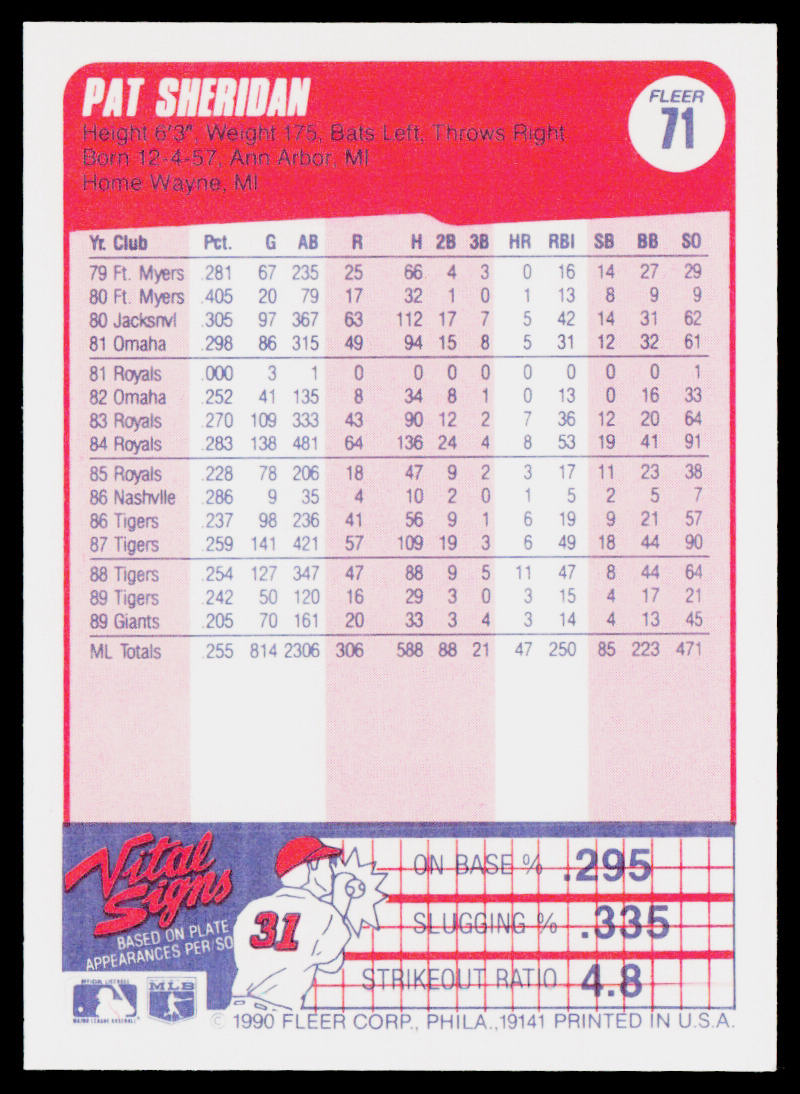 PAT SHERIDAN
FLEER
71
Height 6'3". Weight 175, Bats Left, Throws Right
Born 12-4-57, Ann Arbor, MI
Home Wayne, MI
Yr. Club Pct. G AB R H 2B 3B HR RBI SB BB SO
79 Ft. Myers .281 67 235 25 66 4 3 0 16 14 27 29
80 Ft. Myers .405 20 79 17 32 1 0 1 13 8 9 9
80 Jacksnvl .305 97 367 63 112 17 7 5 42 14 31 62
81 Omaha .298 86 315 49 94 15 8 5 31 12 32 61
81 Royals .000 3 1 0 0 0 0 0 0 0 0 1
82 Omaha .252 41 135 8 34 8 1 0 13 0 16 33
83 Royals .270 109 333 43 90 12 2 7 36 12 20 64
84 Royals .283 138 481 64 136 24 4 8 53 19 41 91
85 Royals .228 78 206 18 47 9 2 3 17 11 23 38
86 Nashvlle .286 9 35 4 10 2 0 1 5 2 5 7
86 Tigers .237 98 236 41 56 9 1 6 19 9 21 57
87 Tigers .259 141 421 57 109 19 3 6 49 18 44 90
88 Tigers .254 127 347 47 88 9 5 11 47 8 44 64
89 Tigers .242 50 120 16 29 3 0 3 15 4 17 21
89 Giants .205 70 161 20 33 3 4 3 14 4 13 45
ML Totals .255 814 2306 306 588 88 21 47 250 85 223 471
Vital
Signs
BASED ON PLATE
APPEARANCES PER/SO
31
ON BASE % .295
SLUGGING % .335
STRIKEOUT RATIO 4.8
OFFICIAL LICENSEE
MAJOR LEAGUE BASEBALL
MLB
© 1990 FLEER CORP., PHILA.,19141 PRINTED IN U.S.A.